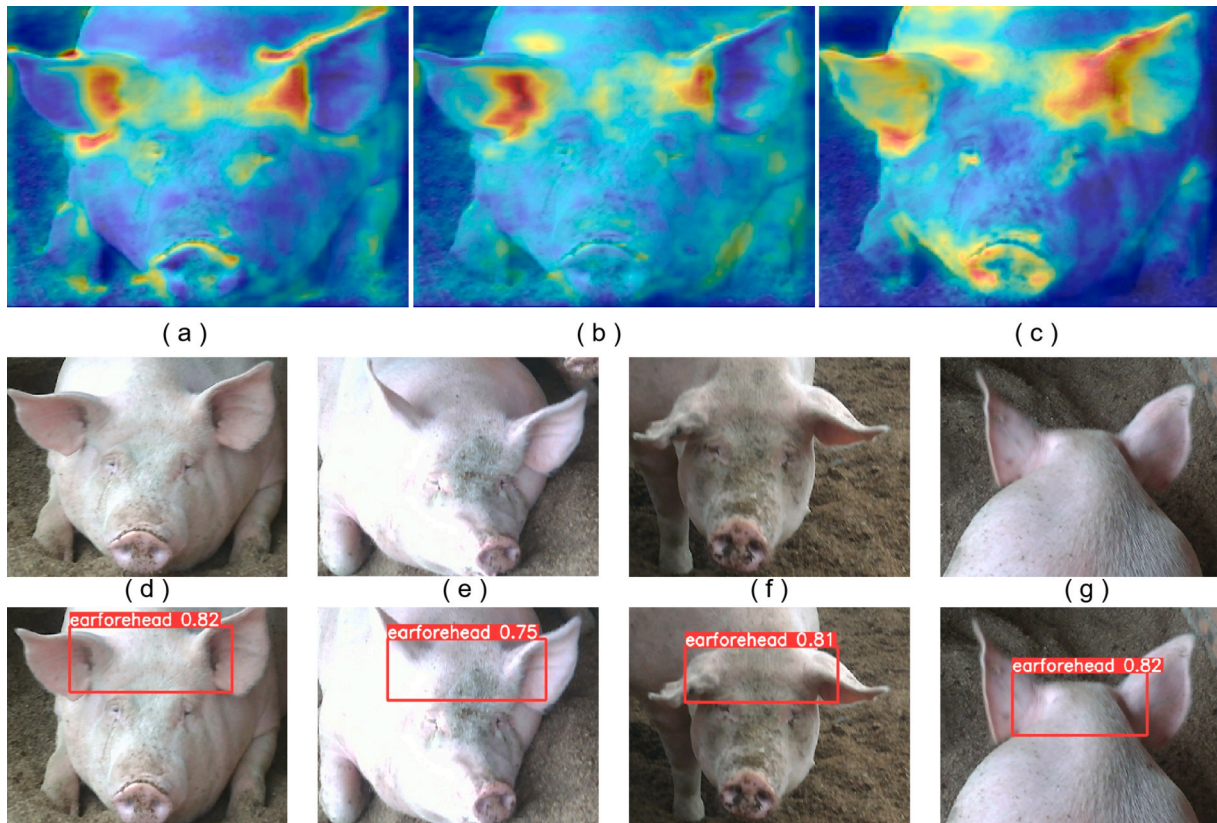 ( a )
( b )
( c )
( d )
( e )
( f )
( g )
earforehead 0.82
earforehead 0.75
earforehead 0.81
earforehead 0.82